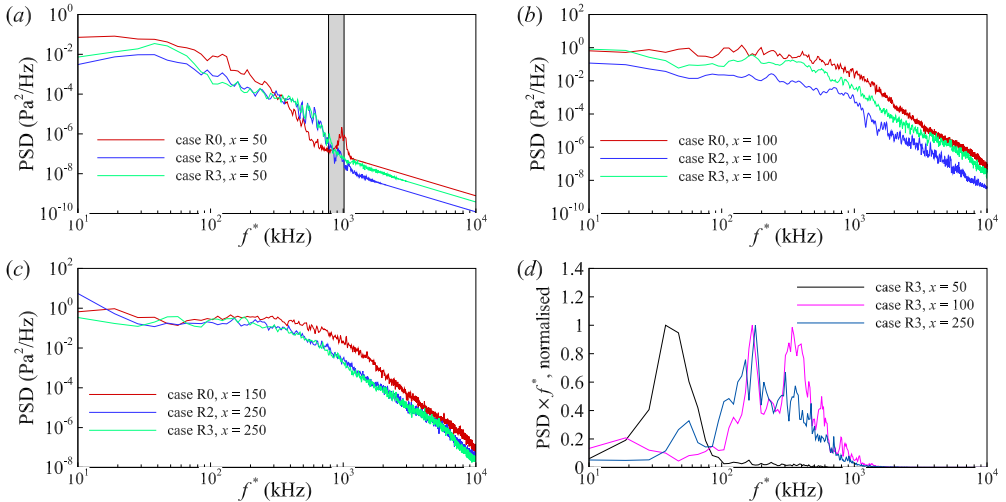 (a)
10^0
10^-2
10^-4
10^-6
10^-8
10^-10
PSD (Pa^2/Hz)
case R0, x = 50
case R2, x = 50
case R3, x = 50
10^1 10^2 10^3 10^4
f^* (kHz)
(b)
10^2
10^0
10^-2
10^-4
10^-6
10^-8
10^-10
PSD (Pa^2/Hz)
case R0, x = 100
case R2, x = 100
case R3, x = 100
10^1 10^2 10^3 10^4
f^* (kHz)
(c)
10^2
10^0
10^-2
10^-4
10^-6
10^-8
PSD (Pa^2/Hz)
case R0, x = 150
case R2, x = 250
case R3, x = 250
10^1 10^2 10^3 10^4
f^* (kHz)
(d)
1.4
1.2
1
0.8
0.6
0.4
0.2
0
PSD × f^*, normalised
case R3, x = 50
case R3, x = 100
case R3, x = 250
10^1 10^2 10^3 10^4
f^* (kHz)